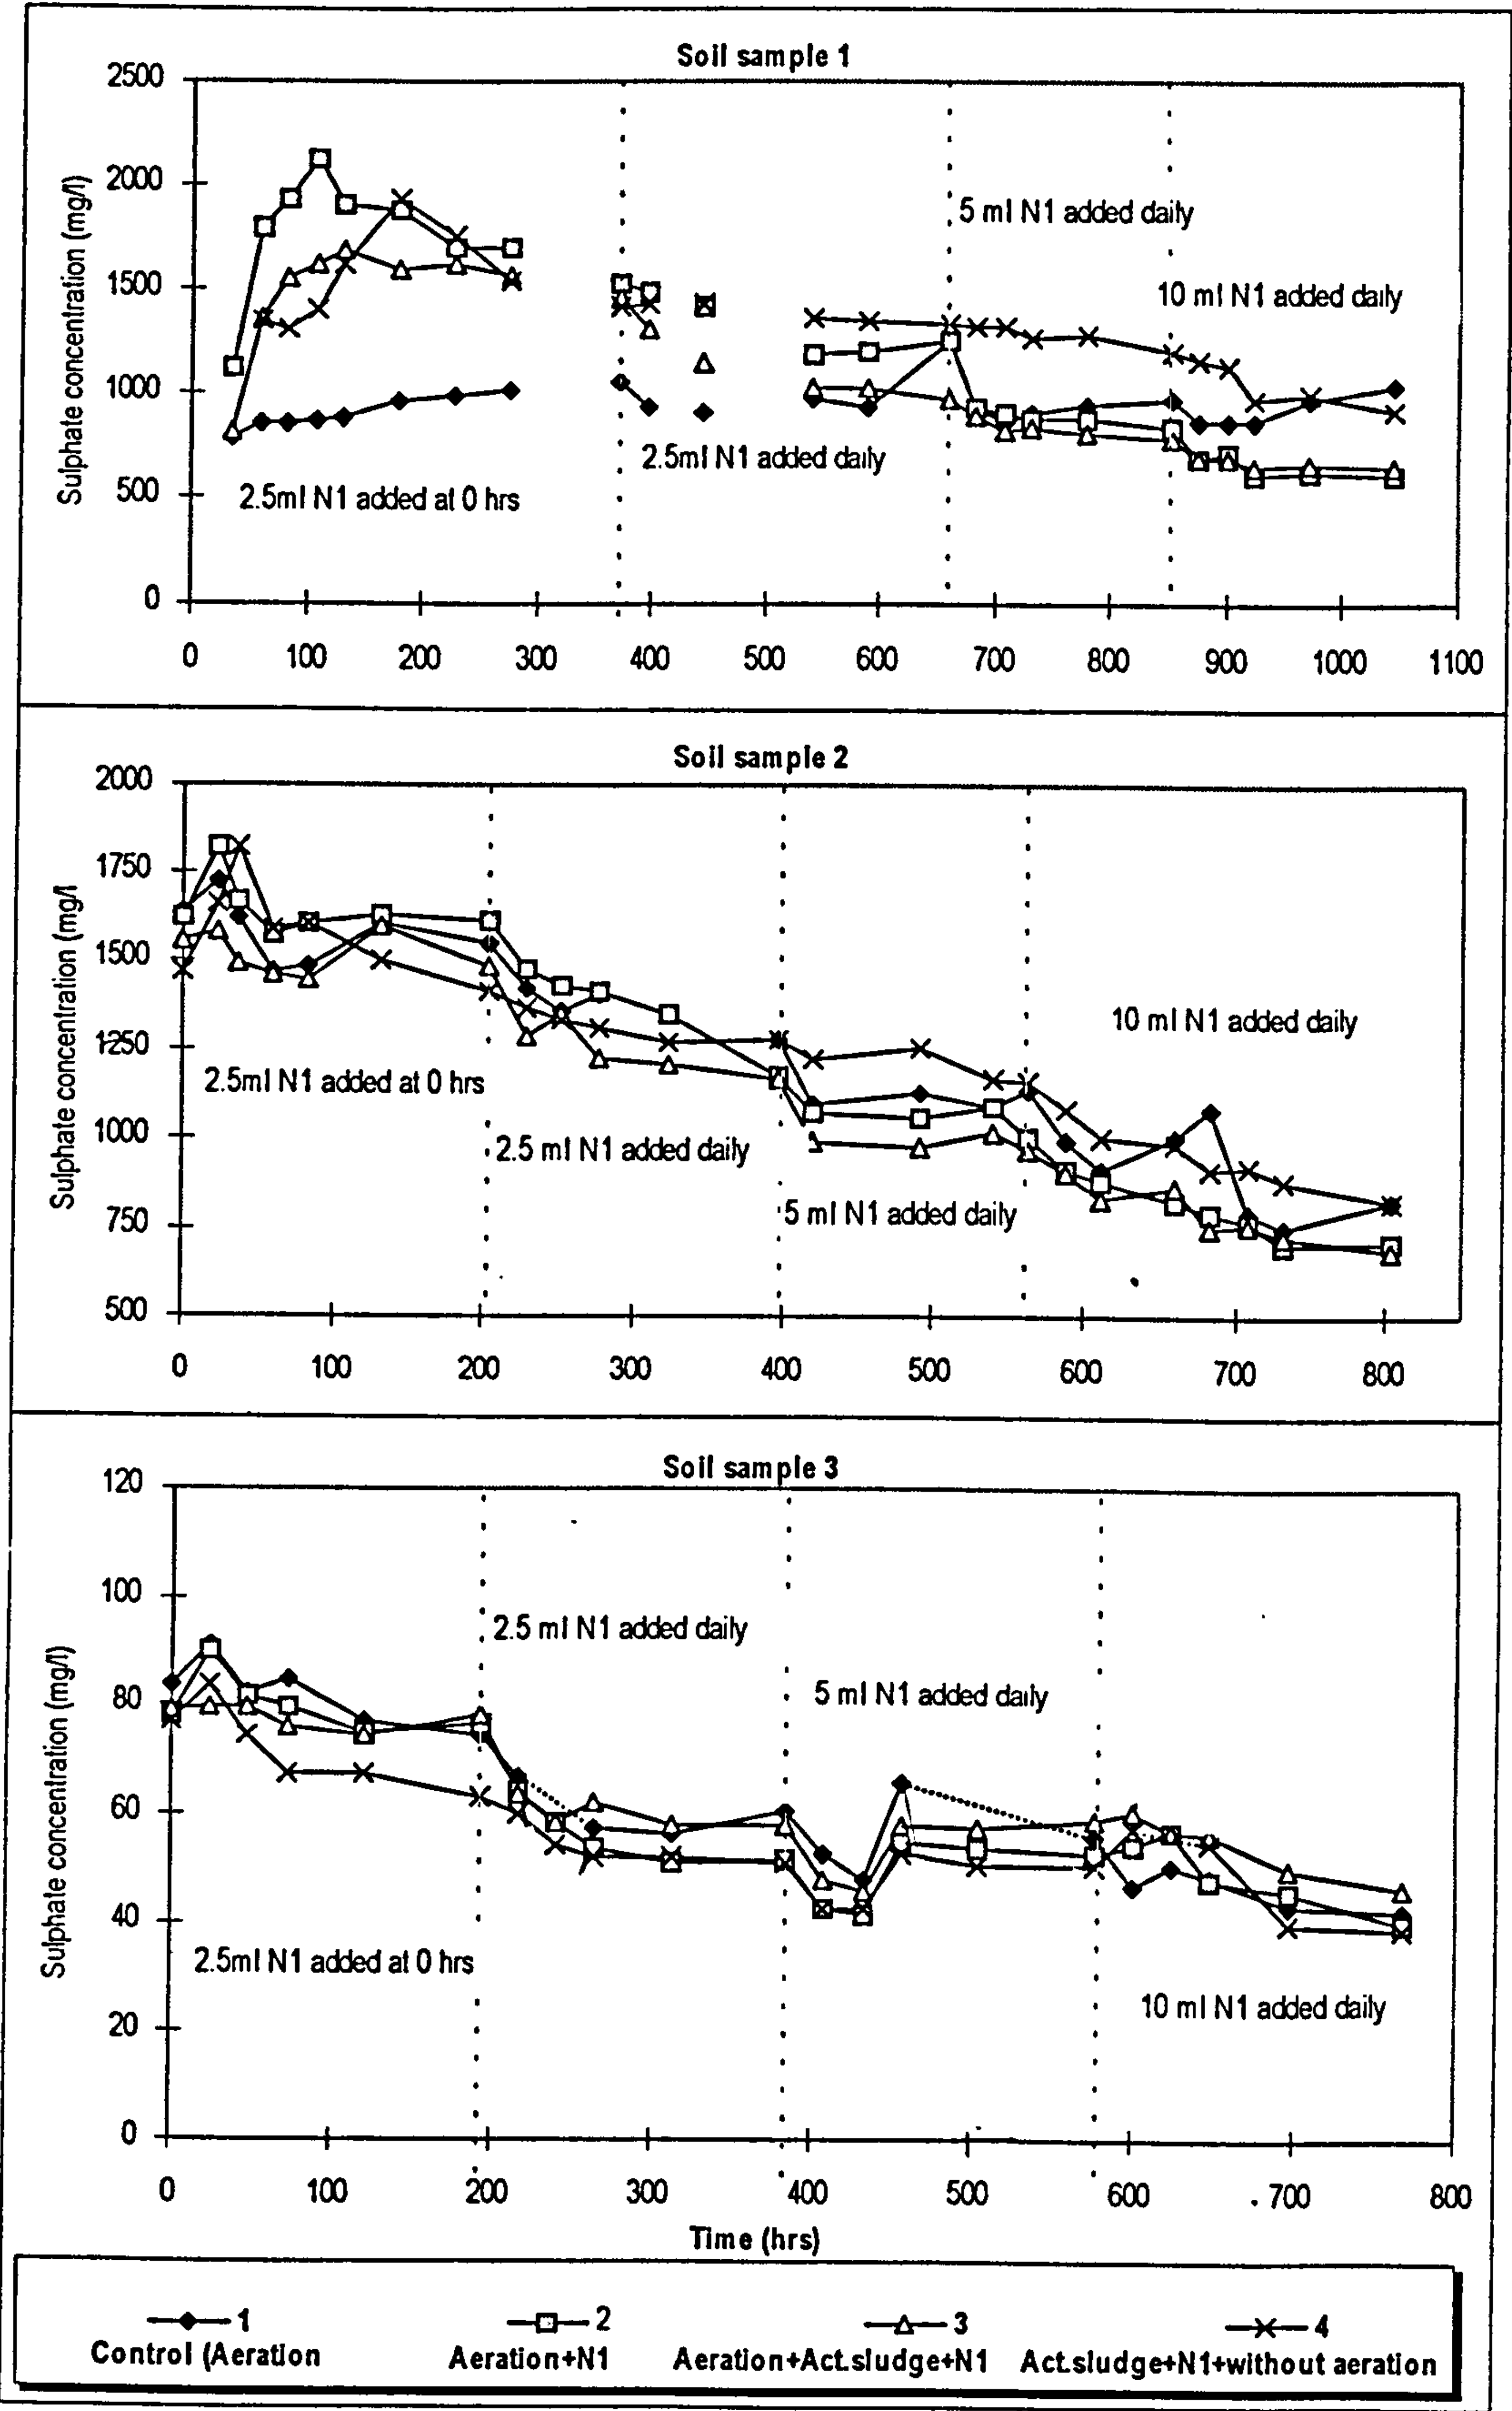 Soil sample 1
Sulphate concentration (mg/l)
2500
2000
1500
1000
500
0
5 ml N1 added daily
10 ml N1 added daily
2.5ml N1 added daily
2.5ml N1 added at 0 hrs
0 100 200 300 400 500 600 700 800 900 1000 1100
Soil sample 2
Sulphate concentration (mg/l
2000
1750
1500
1250
1000
750
500
10 ml N1 added daily
2.5ml N1 added at 0 hrs
2.5 ml N1 added daily
5 ml N1 added daily
0 100 200 300 400 500 600 700 800
Soil sample 3
Sulphate concentration (mg/l)
120
100
80
60
40
20
0
2.5 ml N1 added daily
5 ml N1 added daily
2.5ml N1 added at 0 hrs
10 ml N1 added daily
0 100 200 300 400 500 600 700 800
Time (hrs)
1 2 3 4
Control (Aeration Aeration+N1 Aeration+Act.sludge+N1 Act.sludge+N1+without aeration